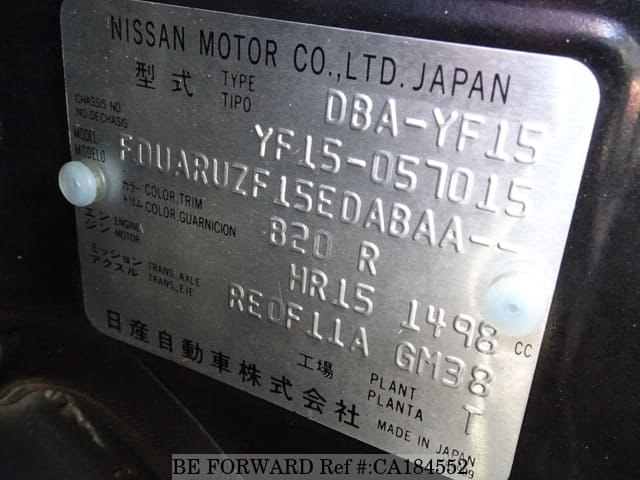 NISSAN MOTOR CO.,LTD. JAPAN
型式 TYPE TIPO DBA-YF15
CHASSIS NO. NO.DECHASIS YF15-057015
MODEL MODELO FDUARUZF15EDABAA--
カラー COLOR,TRIM
トリム COLOR,GUARNICION B20 R
エンジン ENGINE MOTOR HR15 1498 CC
ミッション TRANS.,AXLE
アクスル TRANS.,EJE RE0F11A GM38
工場 PLANT PLANTA T
日産自動車株式会社 MADE IN JAPAN
BE FORWARD Ref #:CA184552